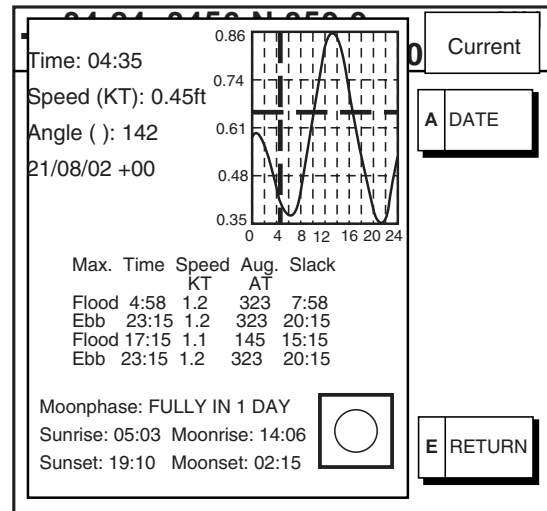 Current
Time: 04:35
Speed (KT): 0.45ft
Angle ( ): 142
21/08/02 +00
0.86
0.74
0.61
0.48
0.35
0 4 8 12 16 20 24
A DATE
Max. Time Speed Aug. Slack
KT AT
Flood 4:58 1.2 323 7:58
Ebb 23:15 1.2 323 20:15
Flood 17:15 1.1 145 15:15
Ebb 23:15 1.2 323 20:15
Moonphase: FULLY IN 1 DAY
Sunrise: 05:03 Moonrise: 14:06
Sunset: 19:10 Moonset: 02:15
E RETURN